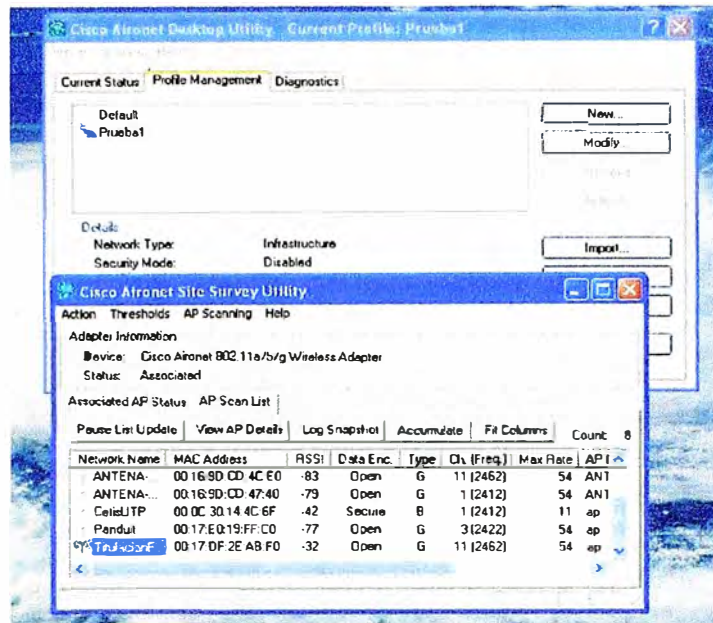 Cisco Aironet Desktop Utility - Current Profile: Prueba1
Current Status Profile Management Diagnostics
Default
Prueba1
New...
Modify...
Details
Network Type: Infrastructure
Security Mode: Disabled
Import...
Cisco Aironet Site Survey Utility
Action Thresholds AP Scanning Help
Adapter Information
Device: Cisco Aironet 802.11a/b/g Wireless Adapter
Status: Associated
Associated AP Status AP Scan List
Pause List Update View AP Details Log Snapshot Accumulate Fit Columns Count: 8
Network Name MAC Address RSSI Data Enc. Type Ch. (Freq.) Max Rate AP
ANTENA-... 00:16:9D:CD:4C:E0 -83 Open G 11 (2462) 54 ANT
ANTENA-... 00:16:9D:CD:47:40 -79 Open G 1 (2412) 54 ANT
CetisUTP 00:0C:30:14:4C:6F -42 Secure B 1 (2412) 11 ap
Panduit 00:17:E0:19:FF:C0 -77 Open G 3 (2422) 54 ap
TitulacionE 00:17:DF:2E:AB:F0 -32 Open G 11 (2462) 54 ap